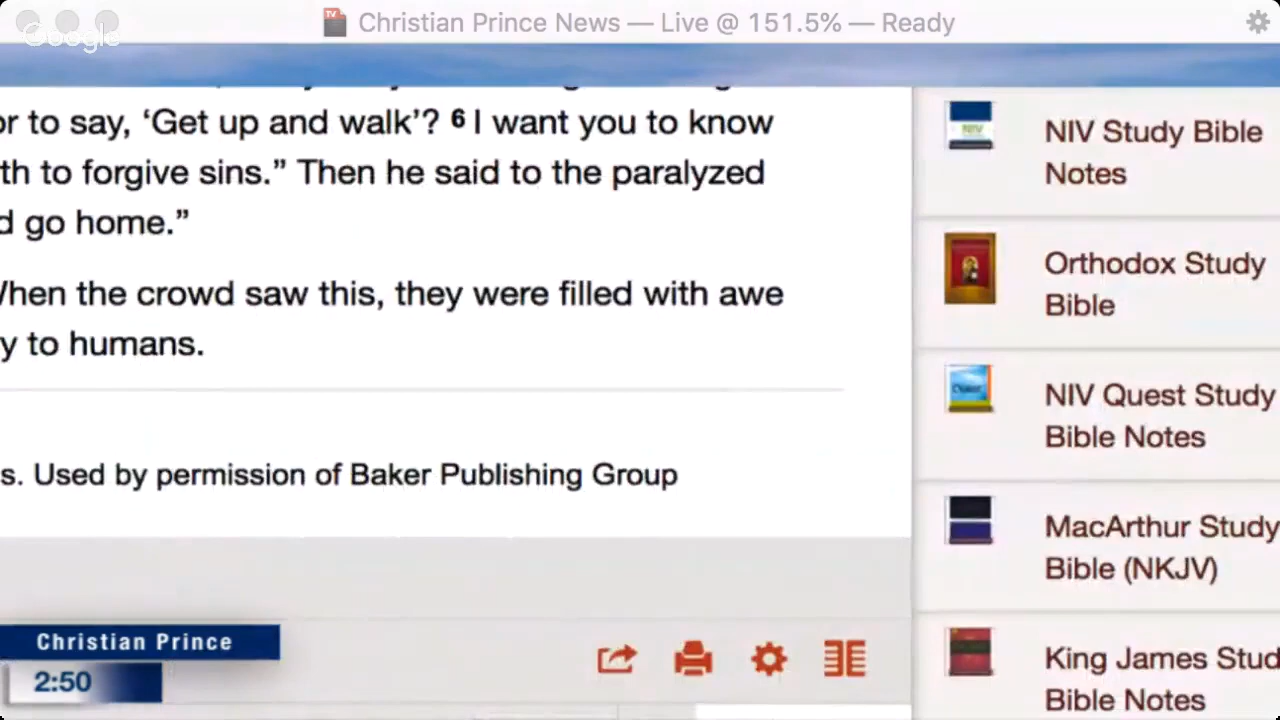 Christian Prince News — Live @ 151.5% — Ready
Google
or to say, ‘Get up and walk’? 6 I want you to know
th to forgive sins.” Then he said to the paralyzed
d go home.”
When the crowd saw this, they were filled with awe
y to humans.
s. Used by permission of Baker Publishing Group
NIV Study Bible
Notes
Orthodox Study
Bible
NIV Quest Study
Bible Notes
MacArthur Study
Bible (NKJV)
King James Stud
Bible Notes
Christian Prince
2:50